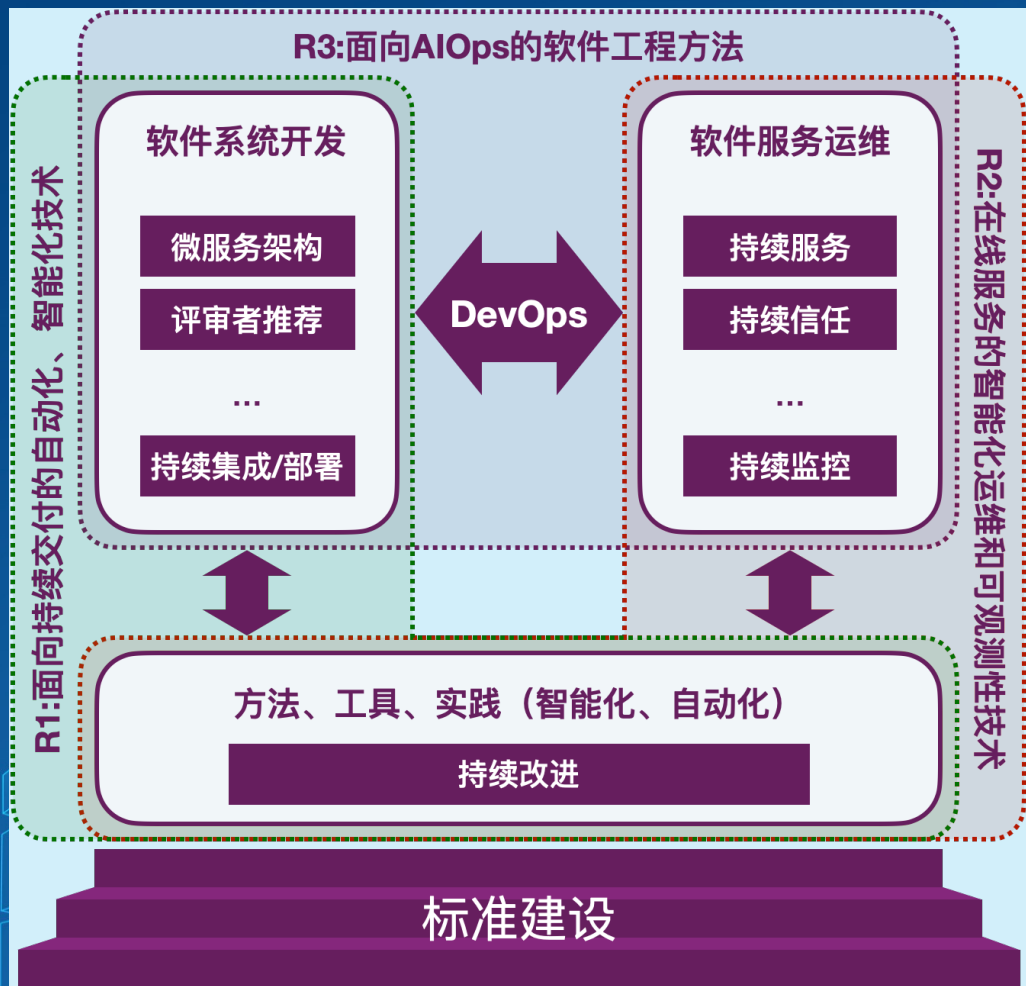 R3:面向AIOps的软件工程方法
R1:面向持续交付的自动化、智能化技术
软件系统开发
微服务架构
评审者推荐
...
持续集成/部署
DevOps
软件服务运维
持续服务
持续信任
...
持续监控
R2:在线服务的智能化运维和可观测性技术
方法、工具、实践（智能化、自动化）
持续改进
标准建设